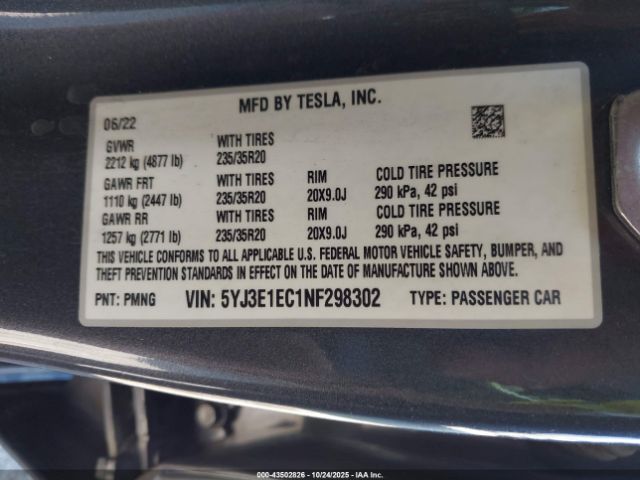 MFD BY TESLA, INC.
06/22
GVWR WITH TIRES
2212 kg (4877 lb) 235/35R20
GAWR FRT WITH TIRES RIM COLD TIRE PRESSURE
1110 kg (2447 lb) 235/35R20 20X9.0J 290 kPa, 42 psi
GAWR RR WITH TIRES RIM COLD TIRE PRESSURE
1257 kg (2771 lb) 235/35R20 20X9.0J 290 kPa, 42 psi
THIS VEHICLE CONFORMS TO ALL APPLICABLE U.S. FEDERAL MOTOR VEHICLE SAFETY, BUMPER, AND
THEFT PREVENTION STANDARDS IN EFFECT ON THE DATE OF MANUFACTURE SHOWN ABOVE.
PNT: PMNG VIN: 5YJ3E1EC1NF298302 TYPE: PASSENGER CAR
000-43502826 - 10/24/2025 - Copyright © 2025 IAA, Inc.